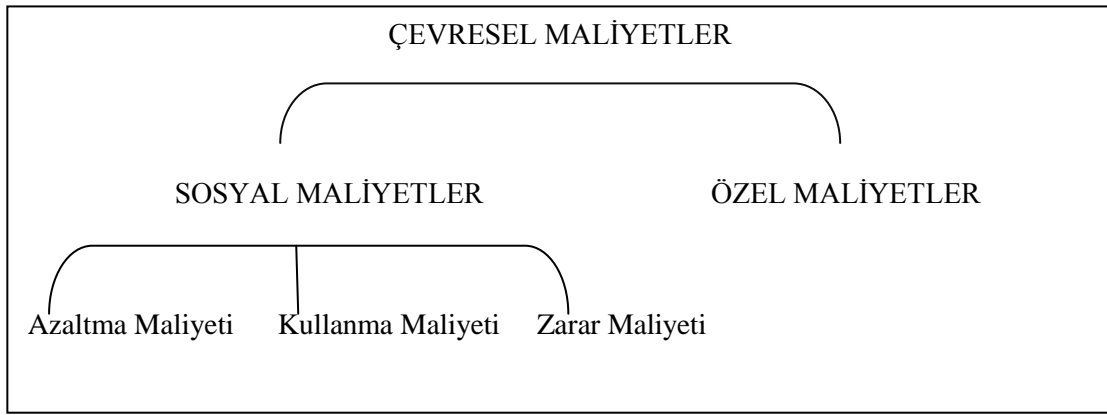 ÇEVRESEL MALİYETLER
SOSYAL MALİYETLER ÖZEL MALİYETLER
Azaltma Maliyeti Kullanma Maliyeti Zarar Maliyeti